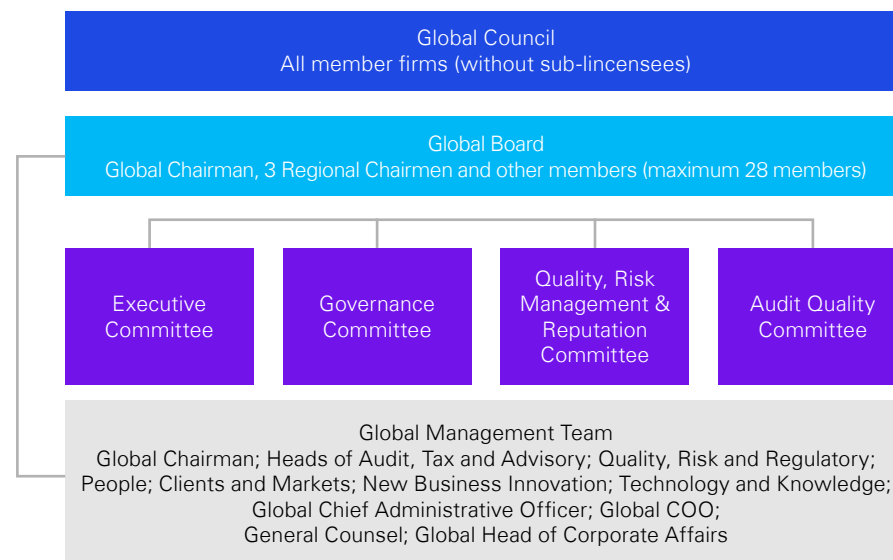 Global Council
All member firms (without sub-lincensees)
Global Board
Global Chairman, 3 Regional Chairmen and other members (maximum 28 members)
Executive
Committee
Governance
Committee
Quality, Risk
Management &
Reputation
Committee
Audit Quality
Committee
Global Management Team
Global Chairman; Heads of Audit, Tax and Advisory; Quality, Risk and Regulatory;
People; Clients and Markets; New Business Innovation; Technology and Knowledge;
Global Chief Administrative Officer; Global COO;
General Counsel; Global Head of Corporate Affairs